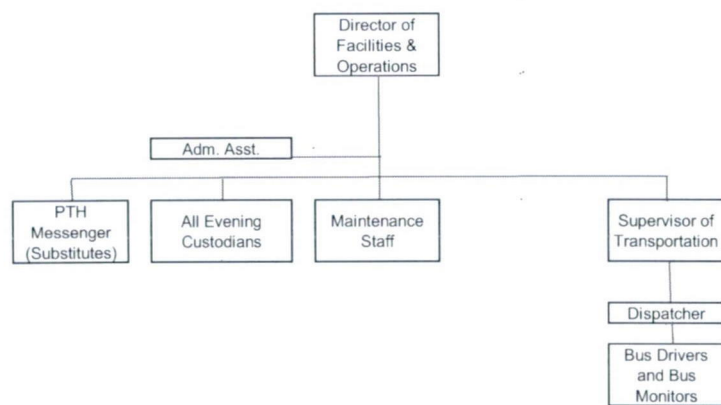 Director of
Facilities &
Operations
Adm. Asst.
PTH
Messenger
(Substitutes)
All Evening
Custodians
Maintenance
Staff
Supervisor of
Transportation
Dispatcher
Bus Drivers
and Bus
Monitors